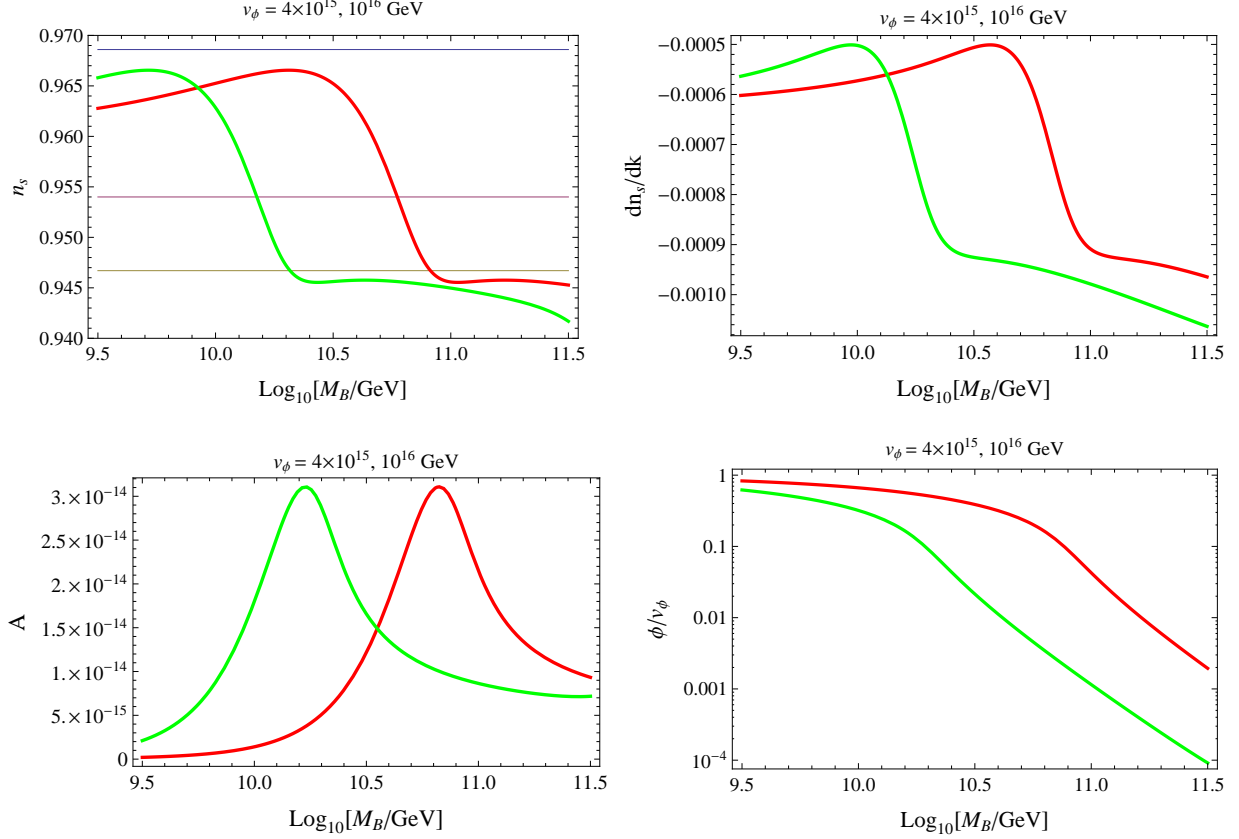 v_ϕ = 4×10^15, 10^16 GeV
0.970
0.965
0.960
0.955
0.950
0.945
0.940
n_s
9.5 10.0 10.5 11.0 11.5
Log_10[M_B/GeV]
v_ϕ = 4×10^15, 10^16 GeV
−0.0005
−0.0006
−0.0007
−0.0008
−0.0009
−0.0010
dn_s/dk
9.5 10.0 10.5 11.0 11.5
Log_10[M_B/GeV]
v_ϕ = 4×10^15, 10^16 GeV
3.×10^−14
2.5×10^−14
2.×10^−14
1.5×10^−14
1.×10^−14
5.×10^−15
0
A
9.5 10.0 10.5 11.0 11.5
Log_10[M_B/GeV]
v_ϕ = 4×10^15, 10^16 GeV
1
0.1
0.01
0.001
10^−4
ϕ/v_ϕ
9.5 10.0 10.5 11.0 11.5
Log_10[M_B/GeV]